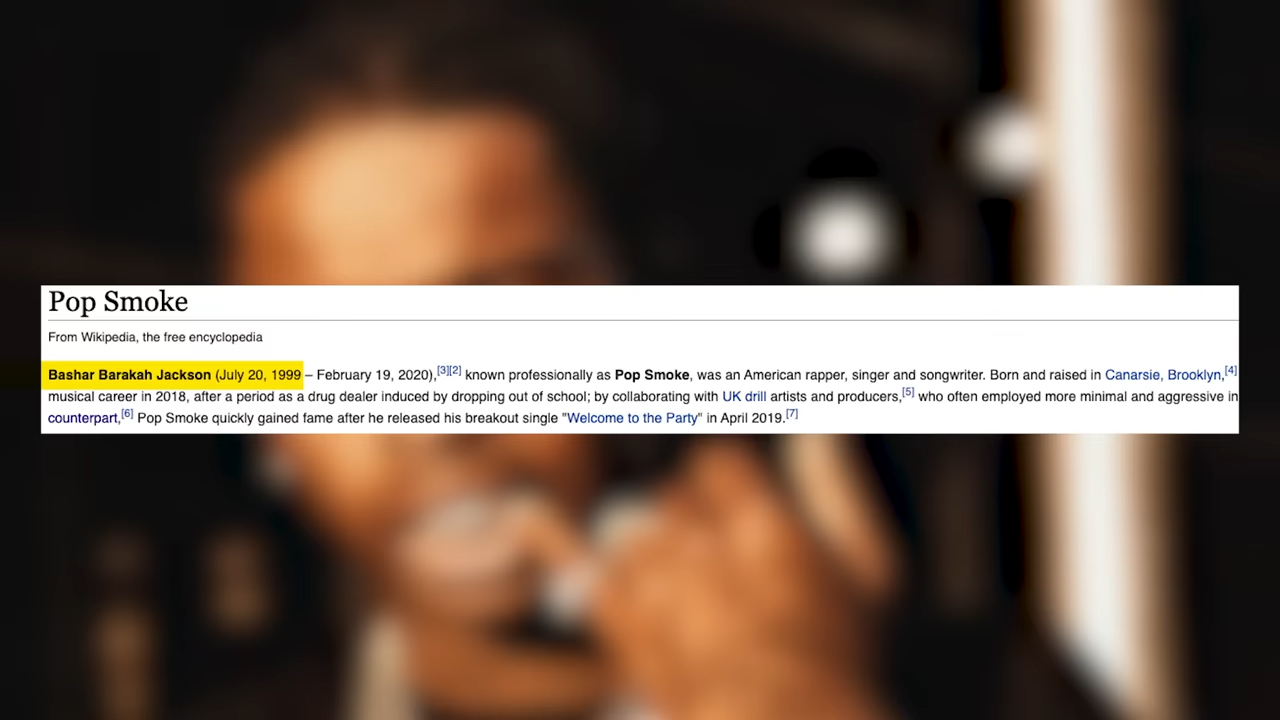 Pop Smoke
From Wikipedia, the free encyclopedia
Bashar Barakah Jackson (July 20, 1999 – February 19, 2020),[3][2] known professionally as Pop Smoke, was an American rapper, singer and songwriter. Born and raised in Canarsie, Brooklyn,[4]
musical career in 2018, after a period as a drug dealer induced by dropping out of school; by collaborating with UK drill artists and producers,[5] who often employed more minimal and aggressive in
counterpart,[6] Pop Smoke quickly gained fame after he released his breakout single "Welcome to the Party" in April 2019.[7]